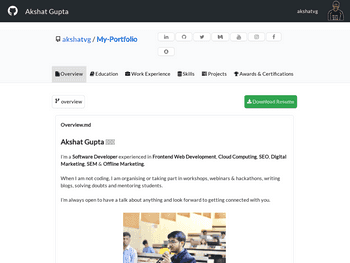 Akshat Gupta
akshatvg
akshatvg / My-Portfolio
Overview Education Work Experience Skills Projects Awards & Certifications
overview
Download Resume
Overview.md
Akshat Gupta
I'm a Software Developer experienced in Frontend Web Development, Cloud Computing, SEO, Digital
Marketing, SEM & Offline Marketing.
When I am not coding, I am organising or taking part in workshops, webinars & hackathons, writing
blogs, solving doubts and mentoring students.
I'm always open to have a talk about anything and look forward to getting connected with you.